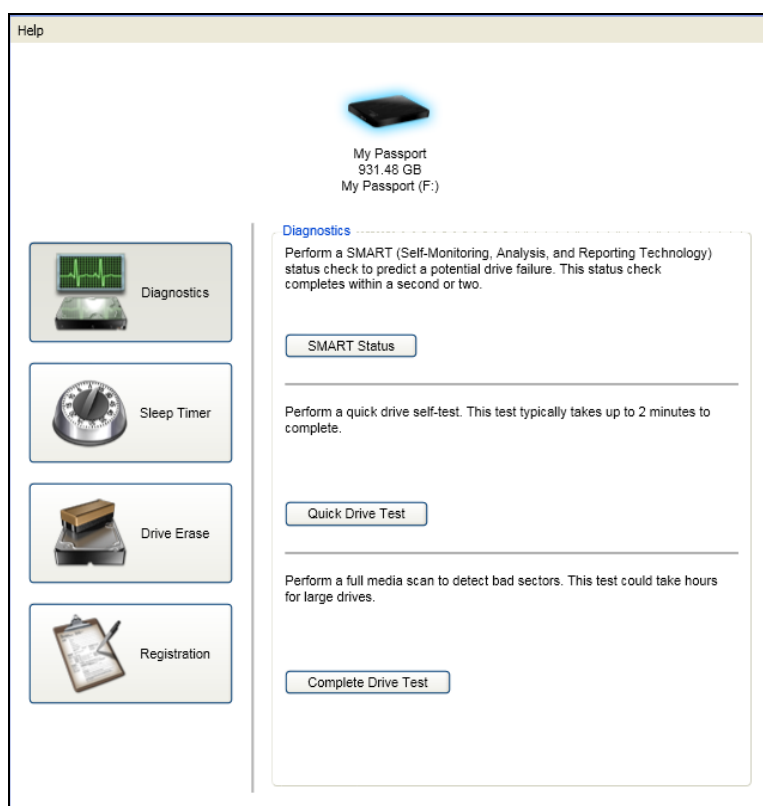 Help
My Passport
931.48 GB
My Passport (F:)
Diagnostics
Sleep Timer
Drive Erase
Registration
Diagnostics
Perform a SMART (Self-Monitoring, Analysis, and Reporting Technology)
status check to predict a potential drive failure. This status check
completes within a second or two.
SMART Status
Perform a quick drive self-test. This test typically takes up to 2 minutes to
complete.
Quick Drive Test
Perform a full media scan to detect bad sectors. This test could take hours
for large drives.
Complete Drive Test